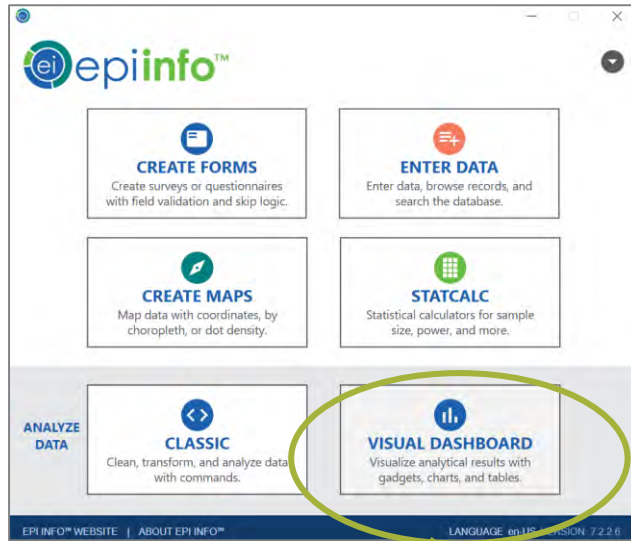 ei epiinfo™
CREATE FORMS
Create surveys or questionnaires
with field validation and skip logic.
ENTER DATA
Enter data, browse records, and
search the database.
CREATE MAPS
Map data with coordinates, by
choropleth, or dot density.
STATCALC
Statistical calculators for sample
size, power, and more.
ANALYZE
DATA
CLASSIC
Clean, transform, and analyze data
with commands.
VISUAL DASHBOARD
Visualize analytical results with
gadgets, charts, and tables.
EPI INFO™ WEBSITE | ABOUT EPI INFO™
LANGUAGE en-US VERSION 7.2.2.6